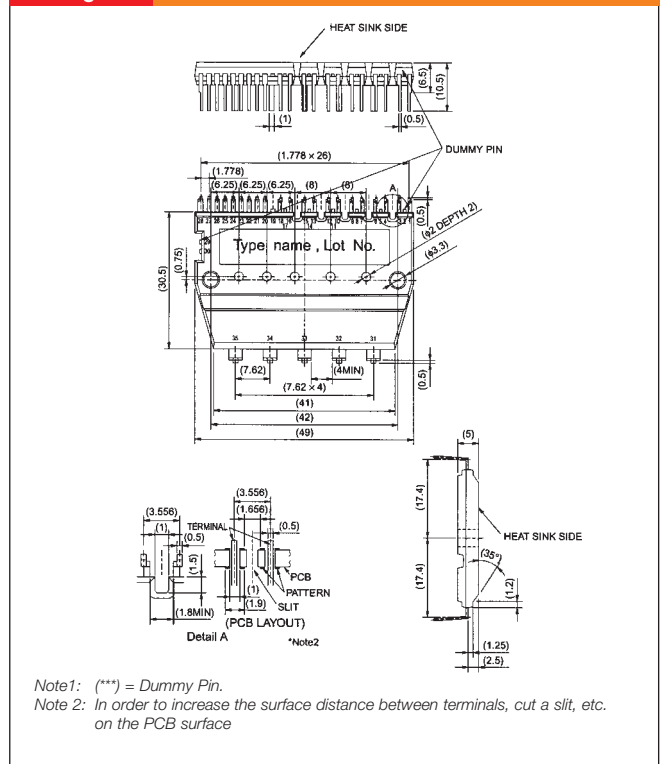 HEAT SINK SIDE
(6.5)
(10.5)
(1)
(0.5)
DUMMY PIN
(1.778 × 26)
(1.778)
A
(6.25) (6.25) (6.25) (8) (8)
(0.5)
(φ2 DEPTH 2)
(φ3.3)
Type name , Lot No.
(0.75)
(30.5)
35 34 33 32 31
(7.62)
(4MIN)
(0.5)
(7.62 × 4)
(41)
(42)
(49)
(5)
(17.4)
(17.4)
HEAT SINK SIDE
(35°)
(1.2)
(1.25)
(2.5)
(3.556)
(1)
(0.5)
(1.5)
(1.8MIN)
Detail A
(3.556)
(1.656)
TERMINAL
(0.5)
PCB
PATTERN
(1)
SLIT
(1.9)
(PCB LAYOUT)
*Note2
Note1: (***) = Dummy Pin.
Note 2: In order to increase the surface distance between terminals, cut a slit, etc.
on the PCB surface